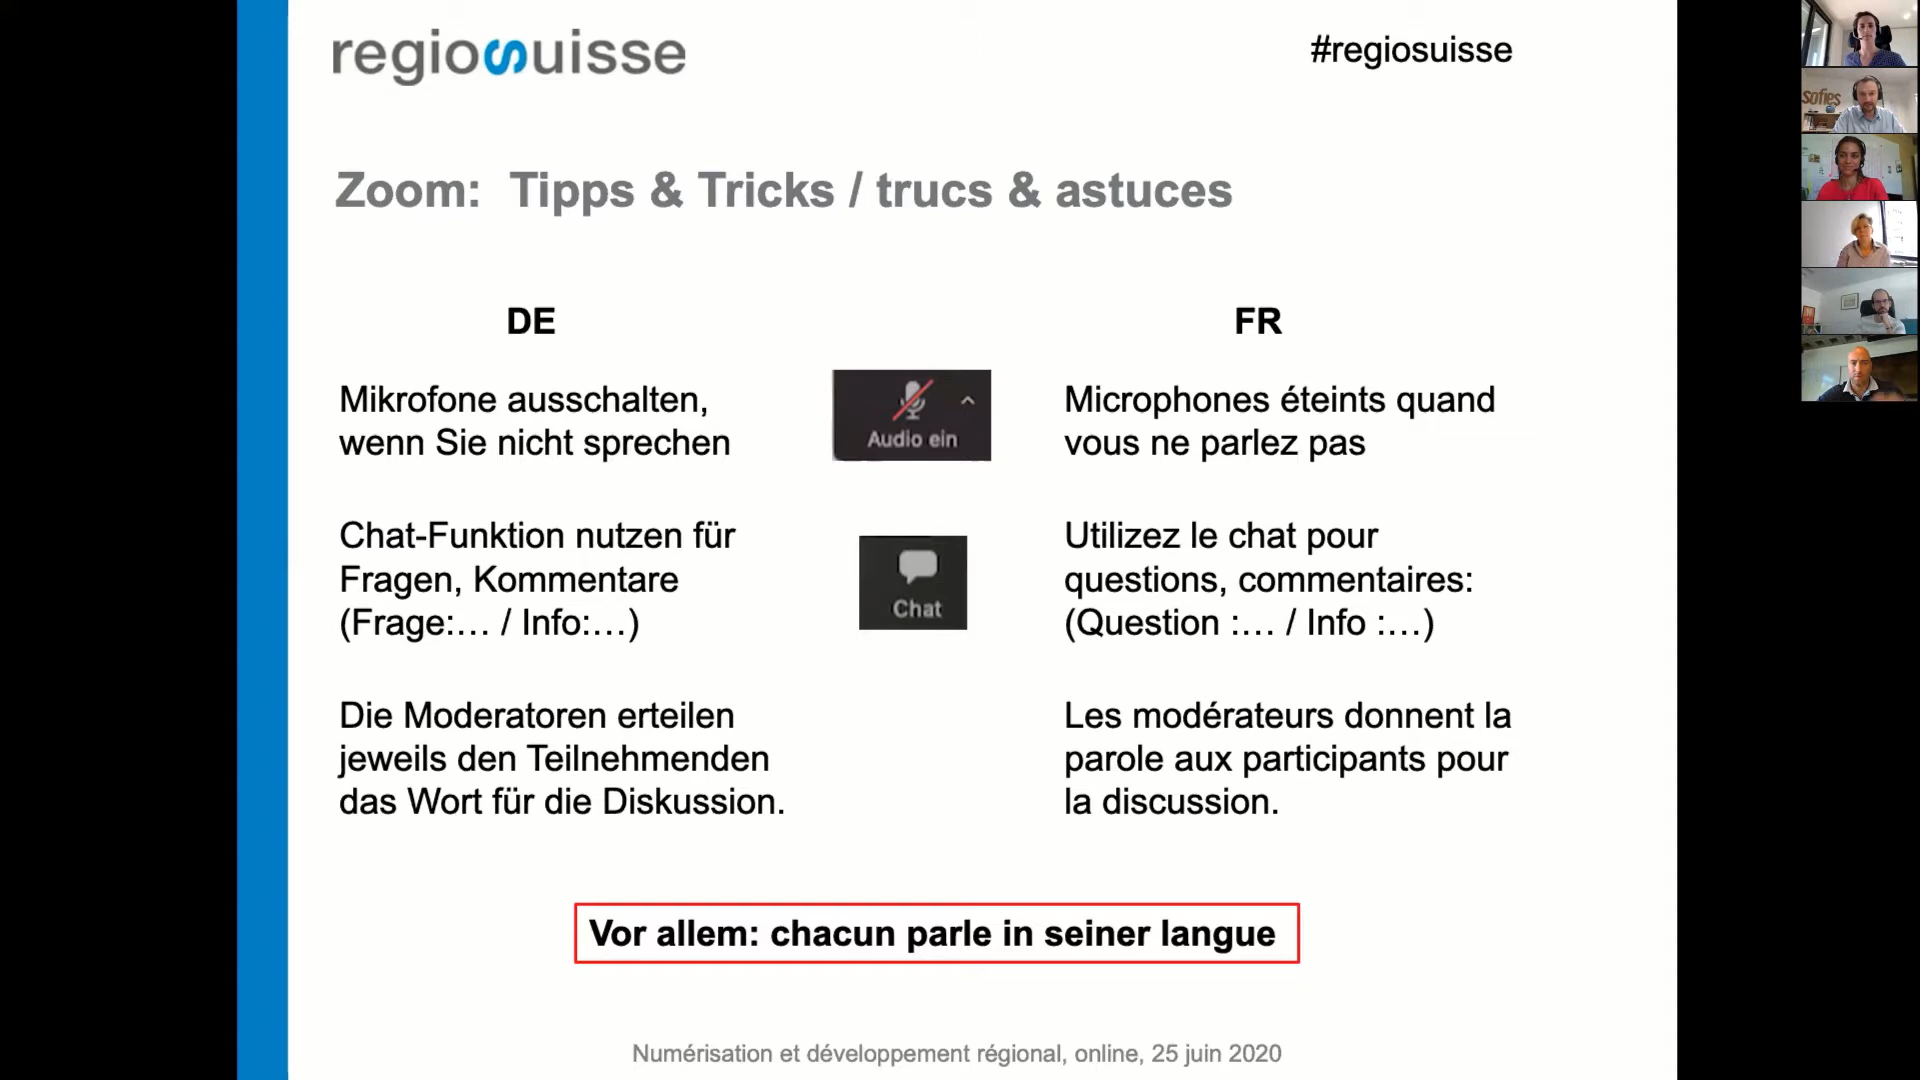 regiosuisse
#regiosuisse
Zoom: Tipps & Tricks / trucs & astuces
DE
Mikrofone ausschalten,
wenn Sie nicht sprechen
Chat-Funktion nutzen für
Fragen, Kommentare
(Frage:… / Info:…)
Die Moderatoren erteilen
jeweils den Teilnehmenden
das Wort für die Diskussion.
Audio ein
Chat
FR
Microphones éteints quand
vous ne parlez pas
Utilizez le chat pour
questions, commentaires:
(Question :… / Info :…)
Les modérateurs donnent la
parole aux participants pour
la discussion.
Vor allem: chacun parle in seiner langue
Numérisation et développement régional, online, 25 juin 2020
sofies